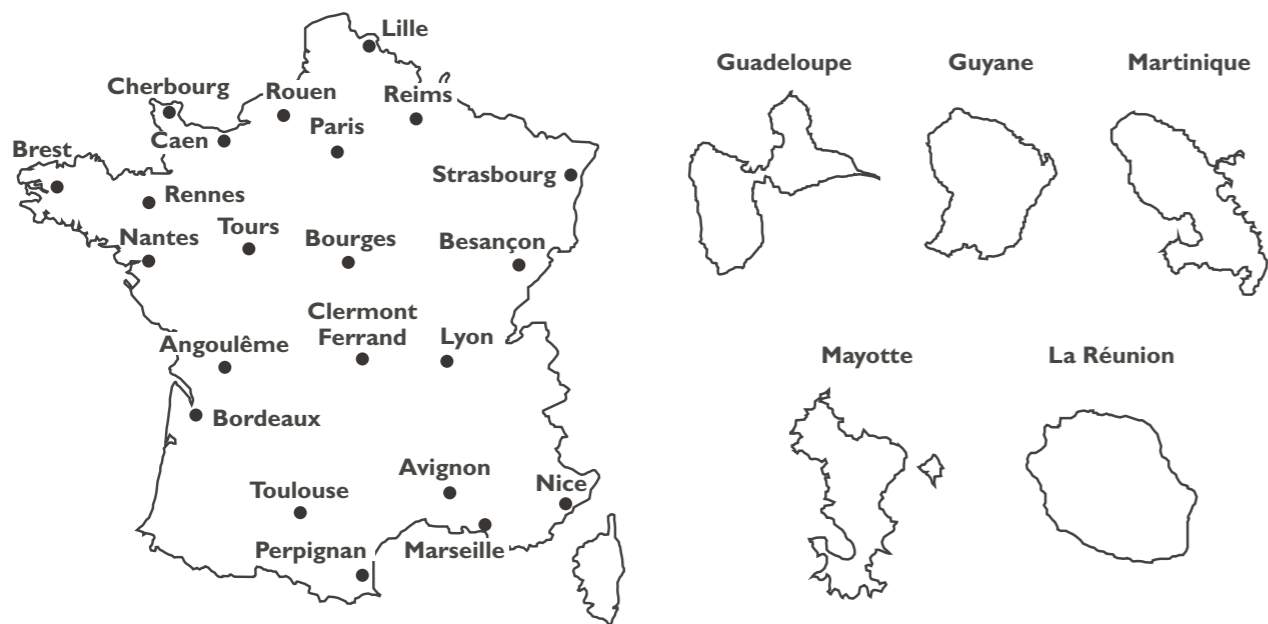 Lille
Cherbourg
Rouen
Reims
Caen
Paris
Brest
Strasbourg
Rennes
Nantes
Tours
Bourges
Besançon
Clermont
Ferrand
Lyon
Angoulême
Bordeaux
Avignon
Nice
Toulouse
Perpignan
Marseille
Guadeloupe
Guyane
Martinique
Mayotte
La Réunion